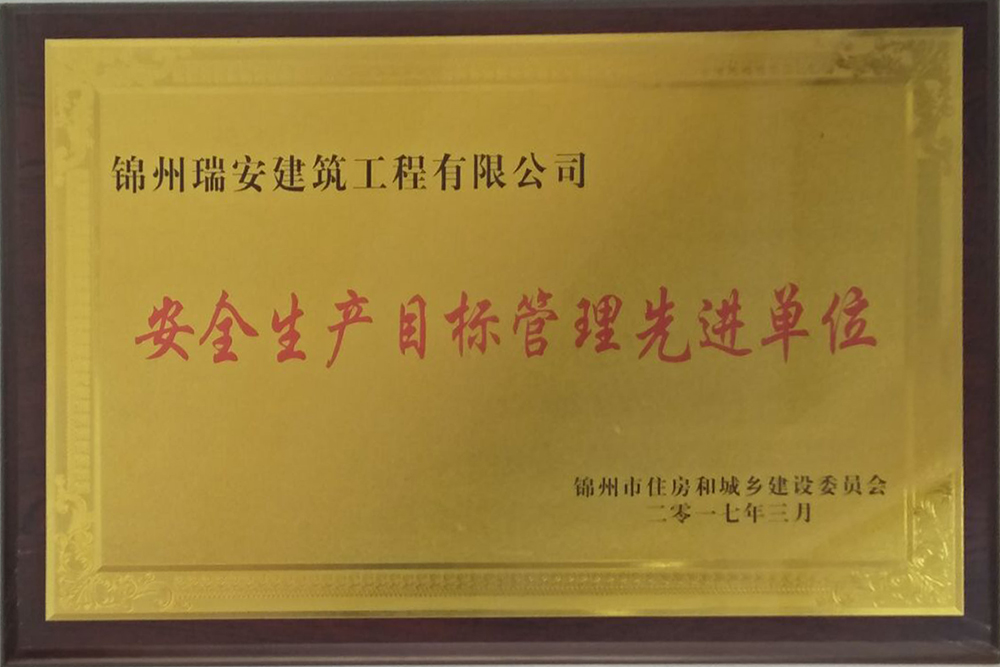 锦州瑞安建筑工程有限公司
安全生产目标管理先进单位
锦州市住房和城乡建设委员会
二零一七年三月